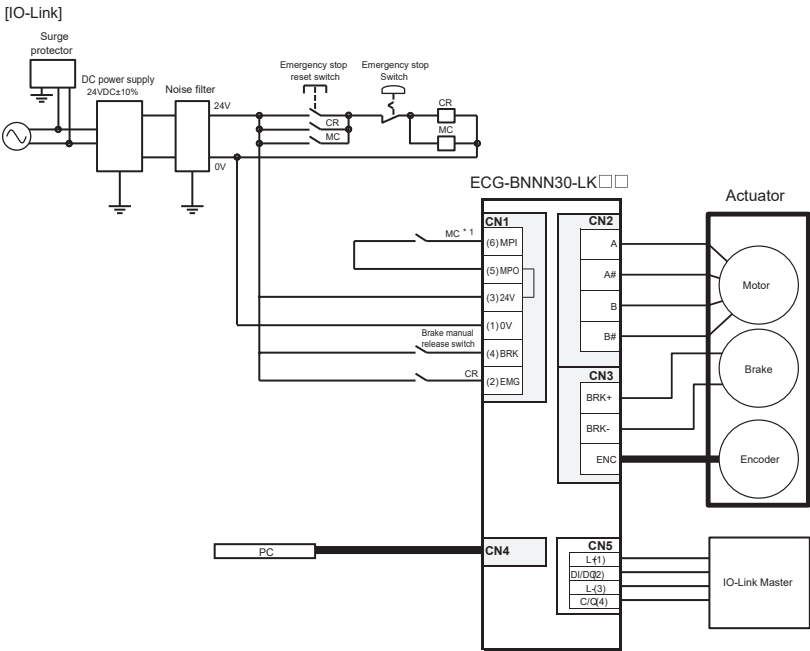 [IO-Link]
Surge
protector
DC power supply
24VDC±10%
Noise filter
24V
0V
Emergency stop
reset switch
Emergency stop
Switch
CR
MC
CR
MC
ECG-BNNN30-LK□□
Actuator
CN1
MC *1
(6)MPI
(5)MPO
(3)24V
(1)0V
Brake manual
release switch
(4)BRK
CR
(2)EMG
CN2
A
A#
B
B#
CN3
BRK+
BRK-
ENC
Motor
Brake
Encoder
PC
CN4
CN5
L+(1)
DI/DQ(2)
L-(3)
C/Q(4)
IO-Link Master